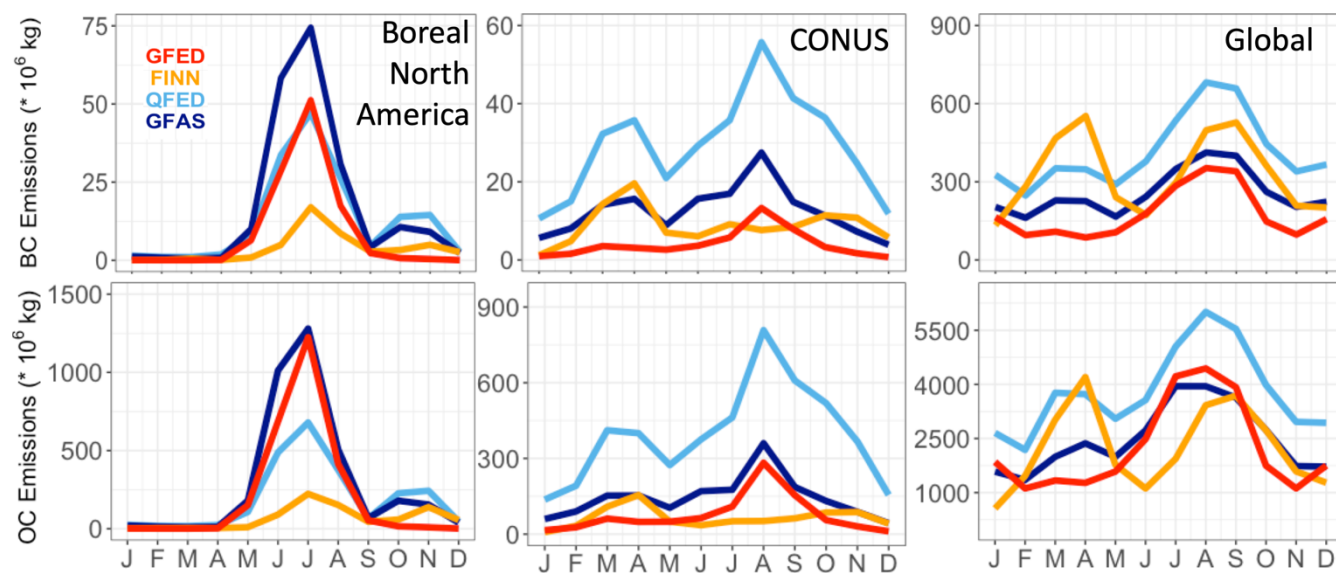 BC Emissions (* 10⁶ kg)
75
50
25
0
GFED
FINN
QFED
GFAS
Boreal
North
America
60
40
20
0
CONUS
900
600
300
0
Global
OC Emissions (* 10⁶ kg)
1500
1000
500
0
900
600
300
0
5500
4000
2500
1000
J F M A M J J A S O N D
J F M A M J J A S O N D
J F M A M J J A S O N D